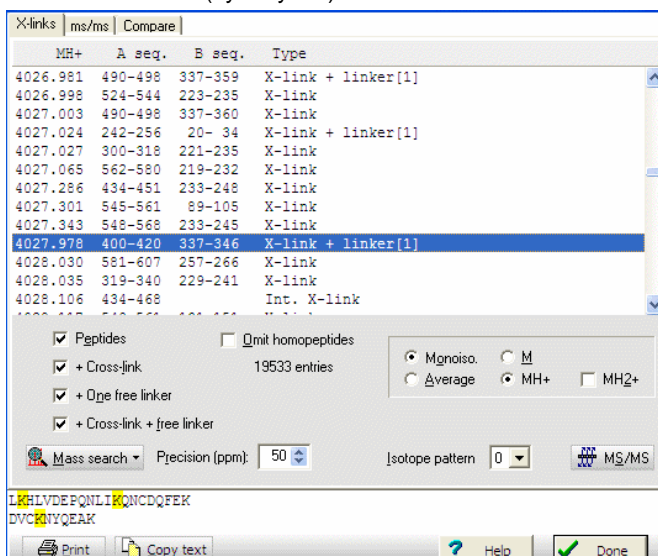 X-links ms/ms Compare
MH+ A seq. B seq. Type
4026.981 490-498 337-359 X-link + linker[1]
4026.998 524-544 223-235 X-link
4027.003 490-498 337-360 X-link
4027.024 242-256 20- 34 X-link + linker[1]
4027.027 300-318 221-235 X-link
4027.065 562-580 219-232 X-link
4027.286 434-451 233-248 X-link
4027.301 545-561 89-105 X-link
4027.343 548-568 233-245 X-link
4027.978 400-420 337-346 X-link + linker[1]
4028.030 581-607 257-266 X-link
4028.035 319-340 229-241 X-link
4028.106 434-468 Int. X-link
Peptides Omit homopeptides
+ Cross-link 19533 entries Monoiso. M
Average MH+ MH2+
+ One free linker
+ Cross-link + free linker
Mass search Precision (ppm): 50 Isotope pattern 0 MS/MS
LKHLVDEPQNLIKQNCDQFEK
DVCKNYQEAK
Print Copy text ? Help Done